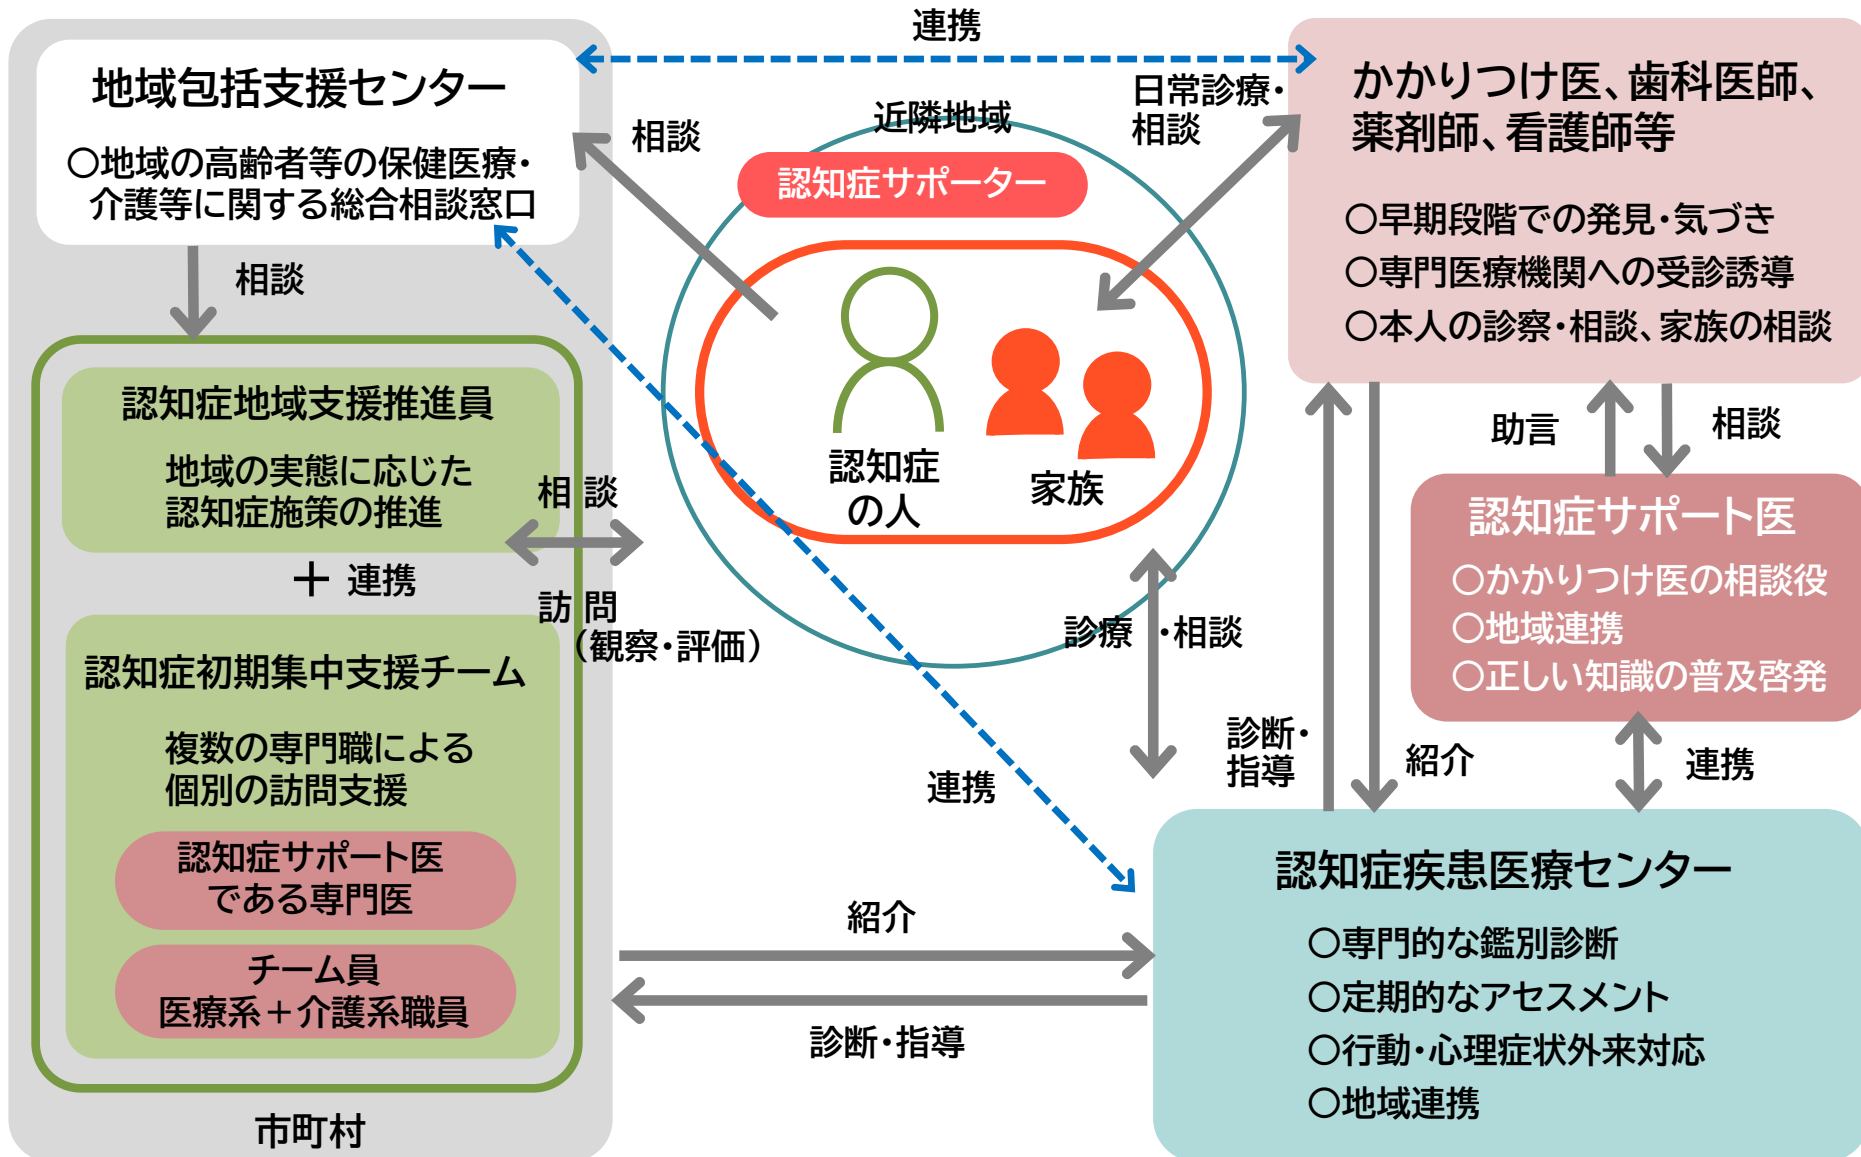 連携
地域包括支援センター
〇地域の高齢者等の保健医療・
介護等に関する総合相談窓口
相談
近隣地域
認知症サポーター
日常診療・
相談
かかりつけ医、歯科医師、
薬剤師、看護師等
〇早期段階での発見・気づき
〇専門医療機関への受診誘導
〇本人の診察・相談、家族の相談
相談
認知症地域支援推進員
地域の実態に応じた
認知症施策の推進
＋ 連携
認知症初期集中支援チーム
複数の専門職による
個別の訪問支援
認知症サポート医
である専門医
チーム員
医療系＋介護系職員
市町村
相 談
訪 問
（観察・評価）
認知症
の人
家族
診療 ・相談
助言
相談
認知症サポート医
〇かかりつけ医の相談役
〇地域連携
〇正しい知識の普及啓発
診断・
指導
紹介
連携
連携
紹介
診断・指導
認知症疾患医療センター
〇専門的な鑑別診断
〇定期的なアセスメント
〇行動・心理症状外来対応
〇地域連携